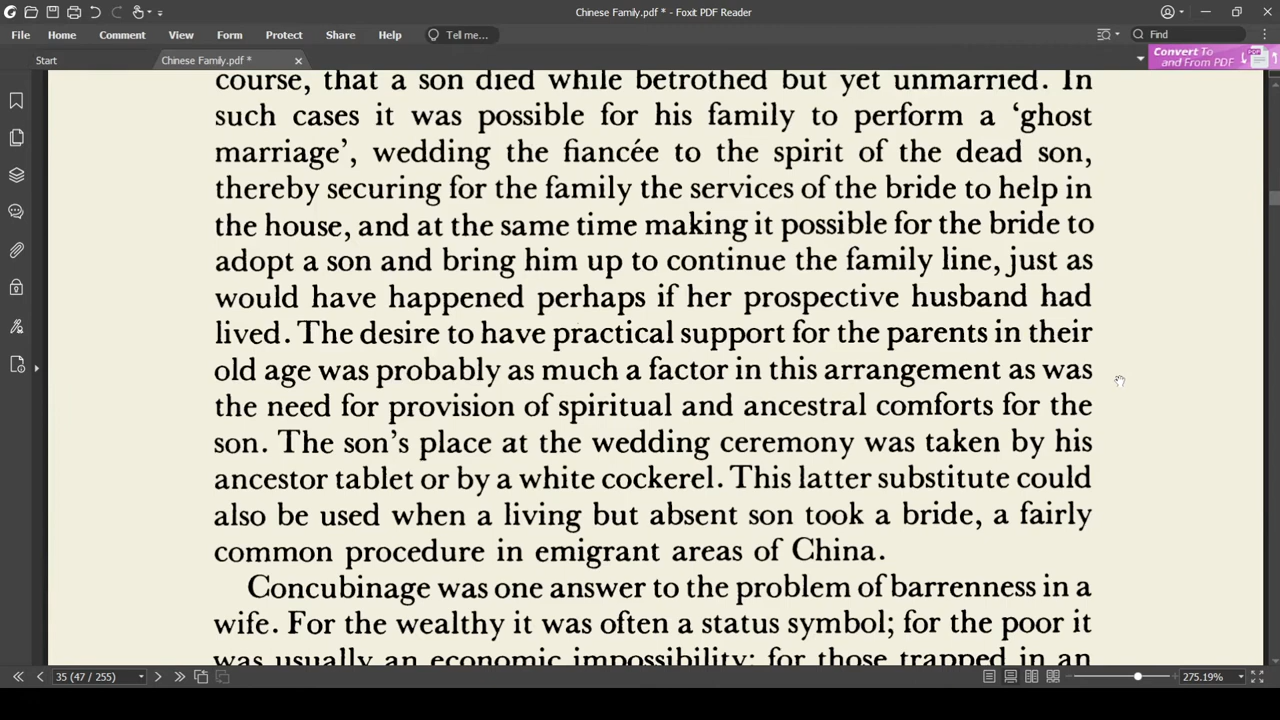 Chinese Family.pdf * - Foxit PDF Reader
File Home Comment View Form Protect Share Help Tell me... Find
Start Chinese Family.pdf * Convert To and From PDF
course, that a son died while betrothed but yet unmarried. In
such cases it was possible for his family to perform a ‘ghost
marriage’, wedding the fiancée to the spirit of the dead son,
thereby securing for the family the services of the bride to help in
the house, and at the same time making it possible for the bride to
adopt a son and bring him up to continue the family line, just as
would have happened perhaps if her prospective husband had
lived. The desire to have practical support for the parents in their
old age was probably as much a factor in this arrangement as was
the need for provision of spiritual and ancestral comforts for the
son. The son’s place at the wedding ceremony was taken by his
ancestor tablet or by a white cockerel. This latter substitute could
also be used when a living but absent son took a bride, a fairly
common procedure in emigrant areas of China.
Concubinage was one answer to the problem of barrenness in a
wife. For the wealthy it was often a status symbol; for the poor it
was usually an economic impossibility; for those trapped in an
35 (47 / 255) 275.19%